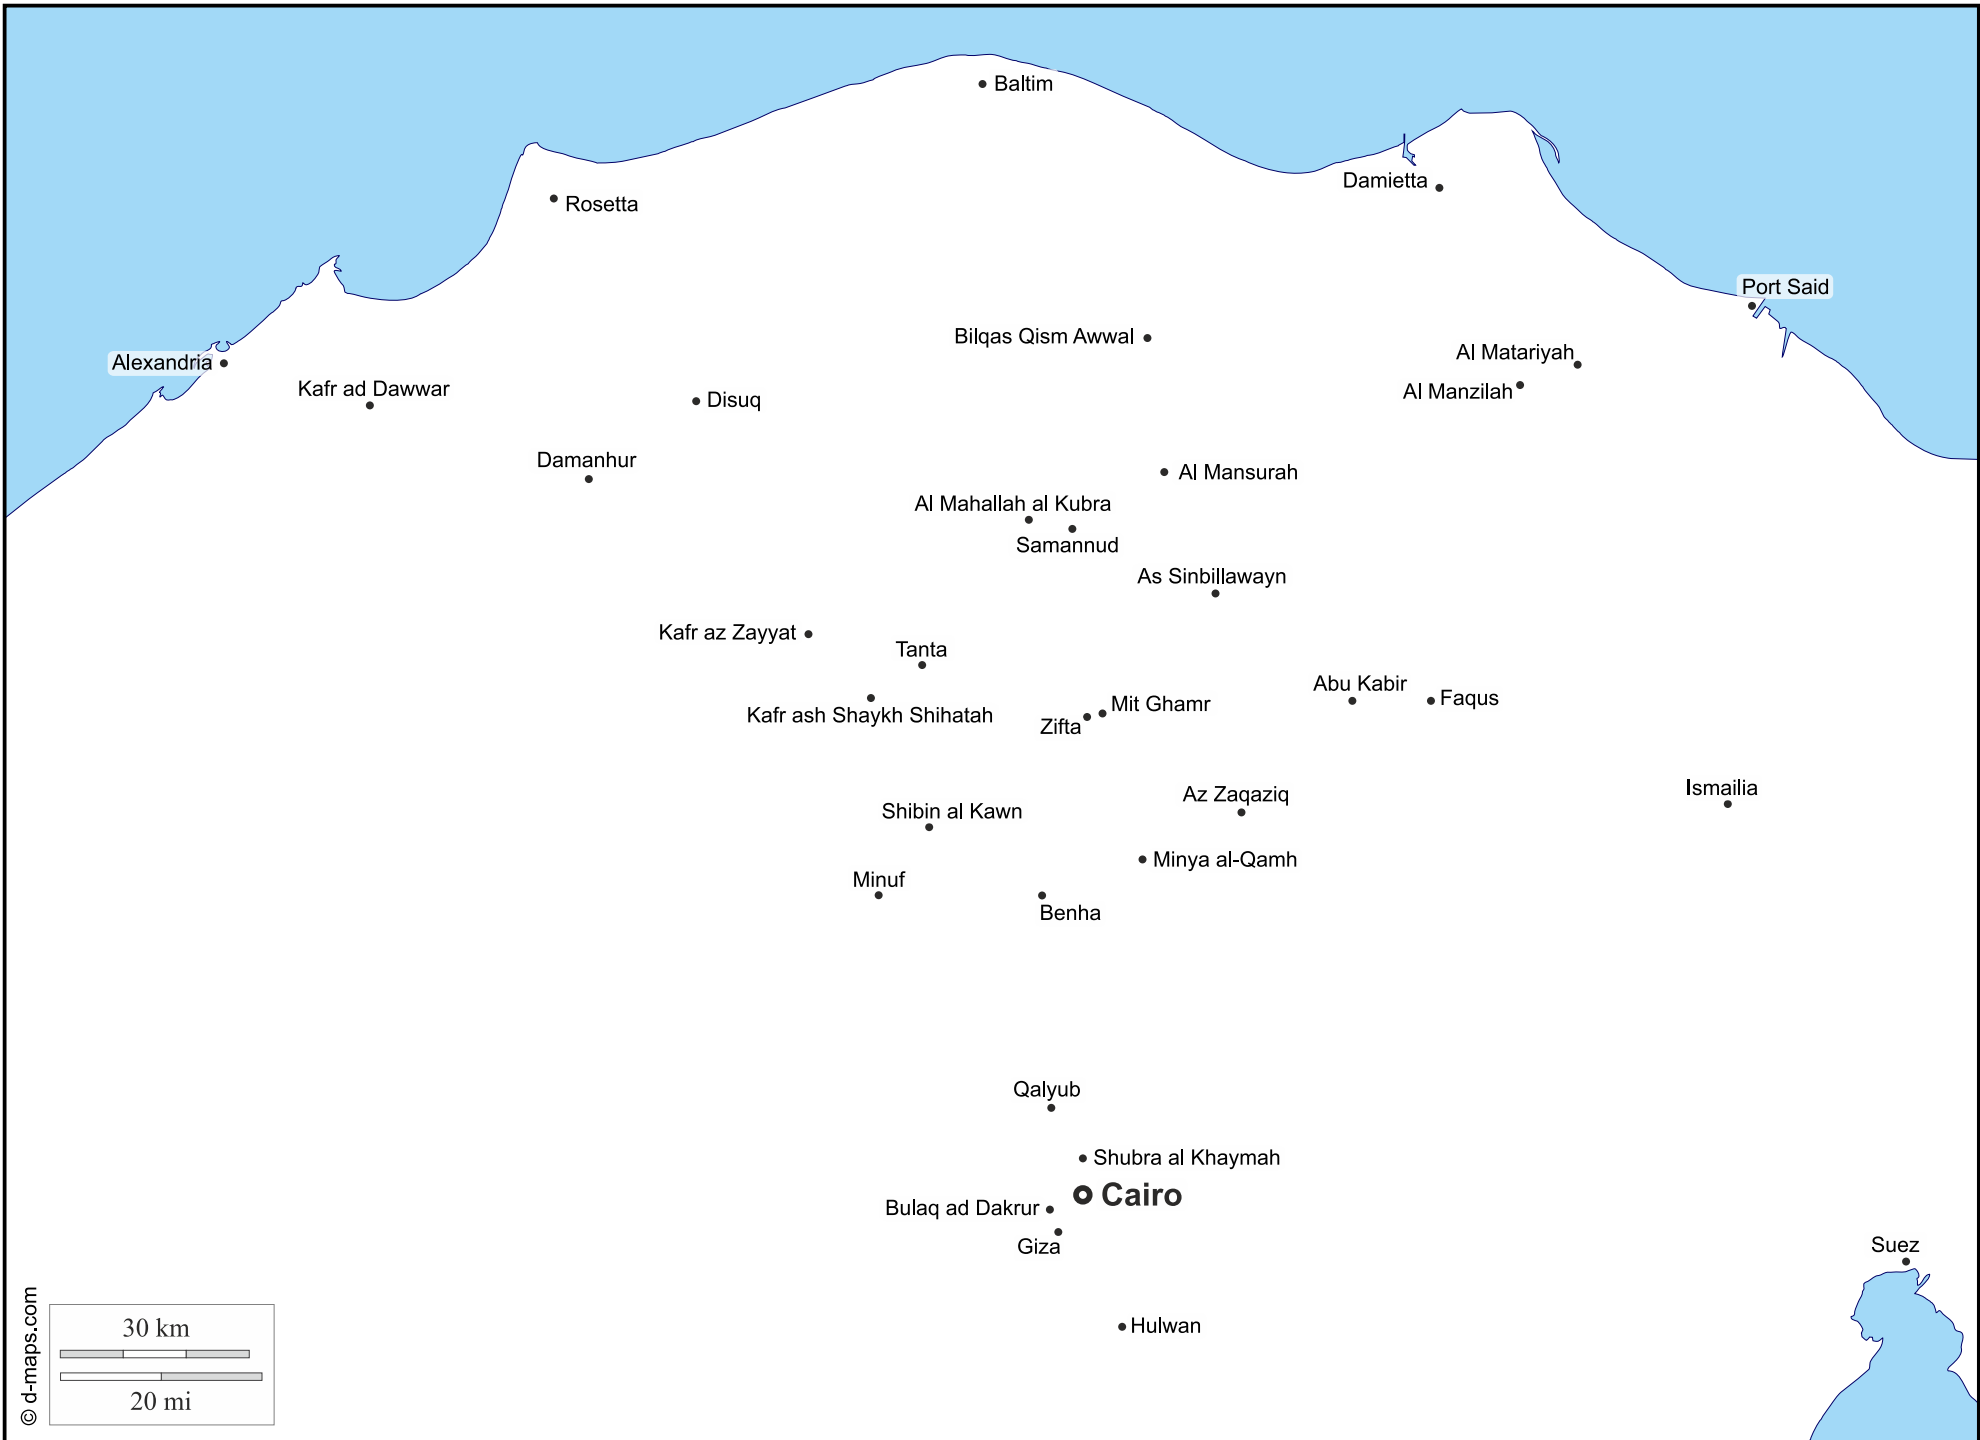 Baltim
Damietta
Rosetta
Port Said
Bilqas Qism Awwal
Al Matariyah
Alexandria
Kafr ad Dawwar
Al Manzilah
Disuq
Damanhur
Al Mansurah
Al Mahallah al Kubra
Samannud
As Sinbillawayn
Kafr az Zayyat
Tanta
Abu Kabir
Faqus
Mit Ghamr
Kafr ash Shaykh Shihatah
Zifta
Ismailia
Az Zaqaziq
Shibin al Kawn
Minya al-Qamh
Minuf
Benha
Qalyub
Shubra al Khaymah
Cairo
Bulaq ad Dakrur
Giza
Suez
Hulwan
30 km
20 mi
© d-maps.com